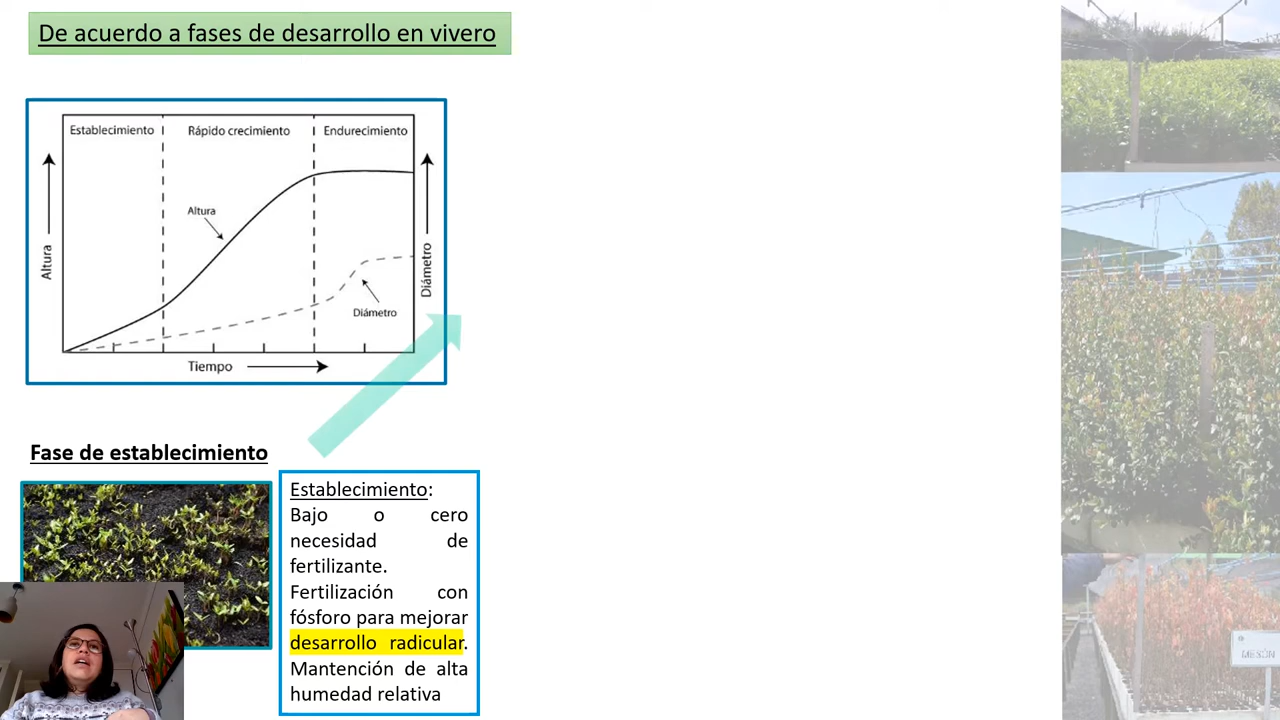 De acuerdo a fases de desarrollo en vivero
Establecimiento
Rápido crecimiento
Endurecimiento
Altura
Altura
Diámetro
Diámetro
Tiempo
Fase de establecimiento
Establecimiento:
Bajo o cero
necesidad de
fertilizante.
Fertilización con
fósforo para mejorar
desarrollo radicular.
Mantención de alta
humedad relativa
MESÓN